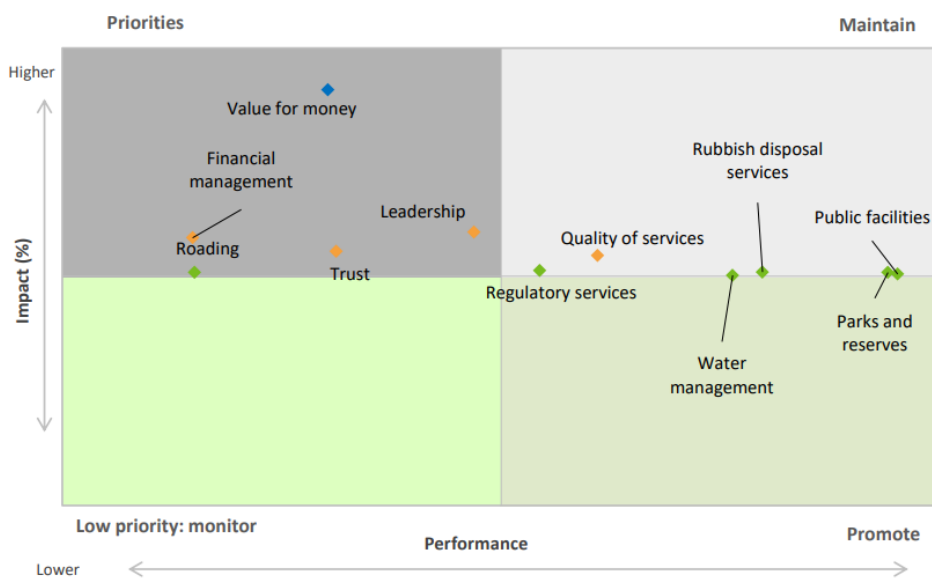 Priorities
Maintain
Higher
Value for money
Rubbish disposal
services
Financial
management
Leadership
Public facilities
Quality of services
Roading
Trust
Regulatory services
Impact (%)
Parks and
reserves
Water
management
Low priority: monitor
Performance
Promote
Lower